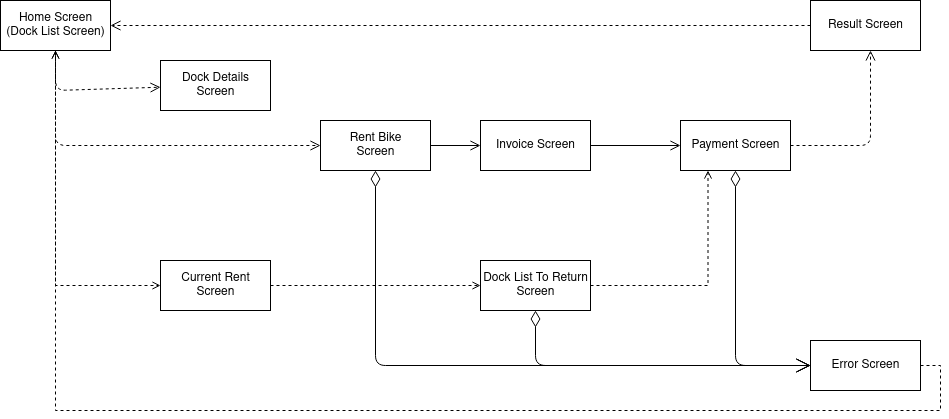 Home Screen
(Dock List Screen)
Result Screen
Dock Details
Screen
Rent Bike
Screen
Invoice Screen
Payment Screen
Current Rent
Screen
Dock List To Return
Screen
Error Screen